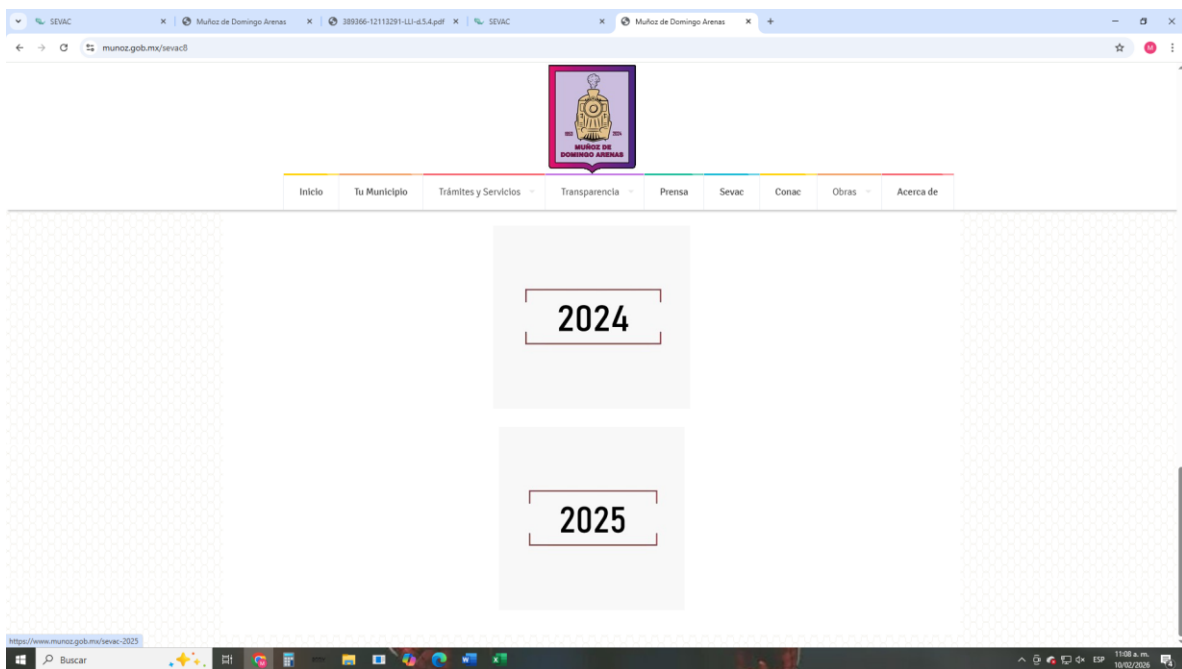 SEVAC
Muñoz de Domingo Arenas
389366-12113291-LLI-d.5.4.pdf
SEVAC
Muñoz de Domingo Arenas
munoz.gob.mx/sevac8
M
MUÑOZ DE
DOMINGO ARENAS
Inicio
Tu Municipio
Trámites y Servicios
Transparencia
Prensa
Sevac
Conac
Obras
Acerca de
2024
2025
https://www.munoz.gob.mx/sevac-2025
Buscar
ESP
11:08 a. m.
10/02/2026